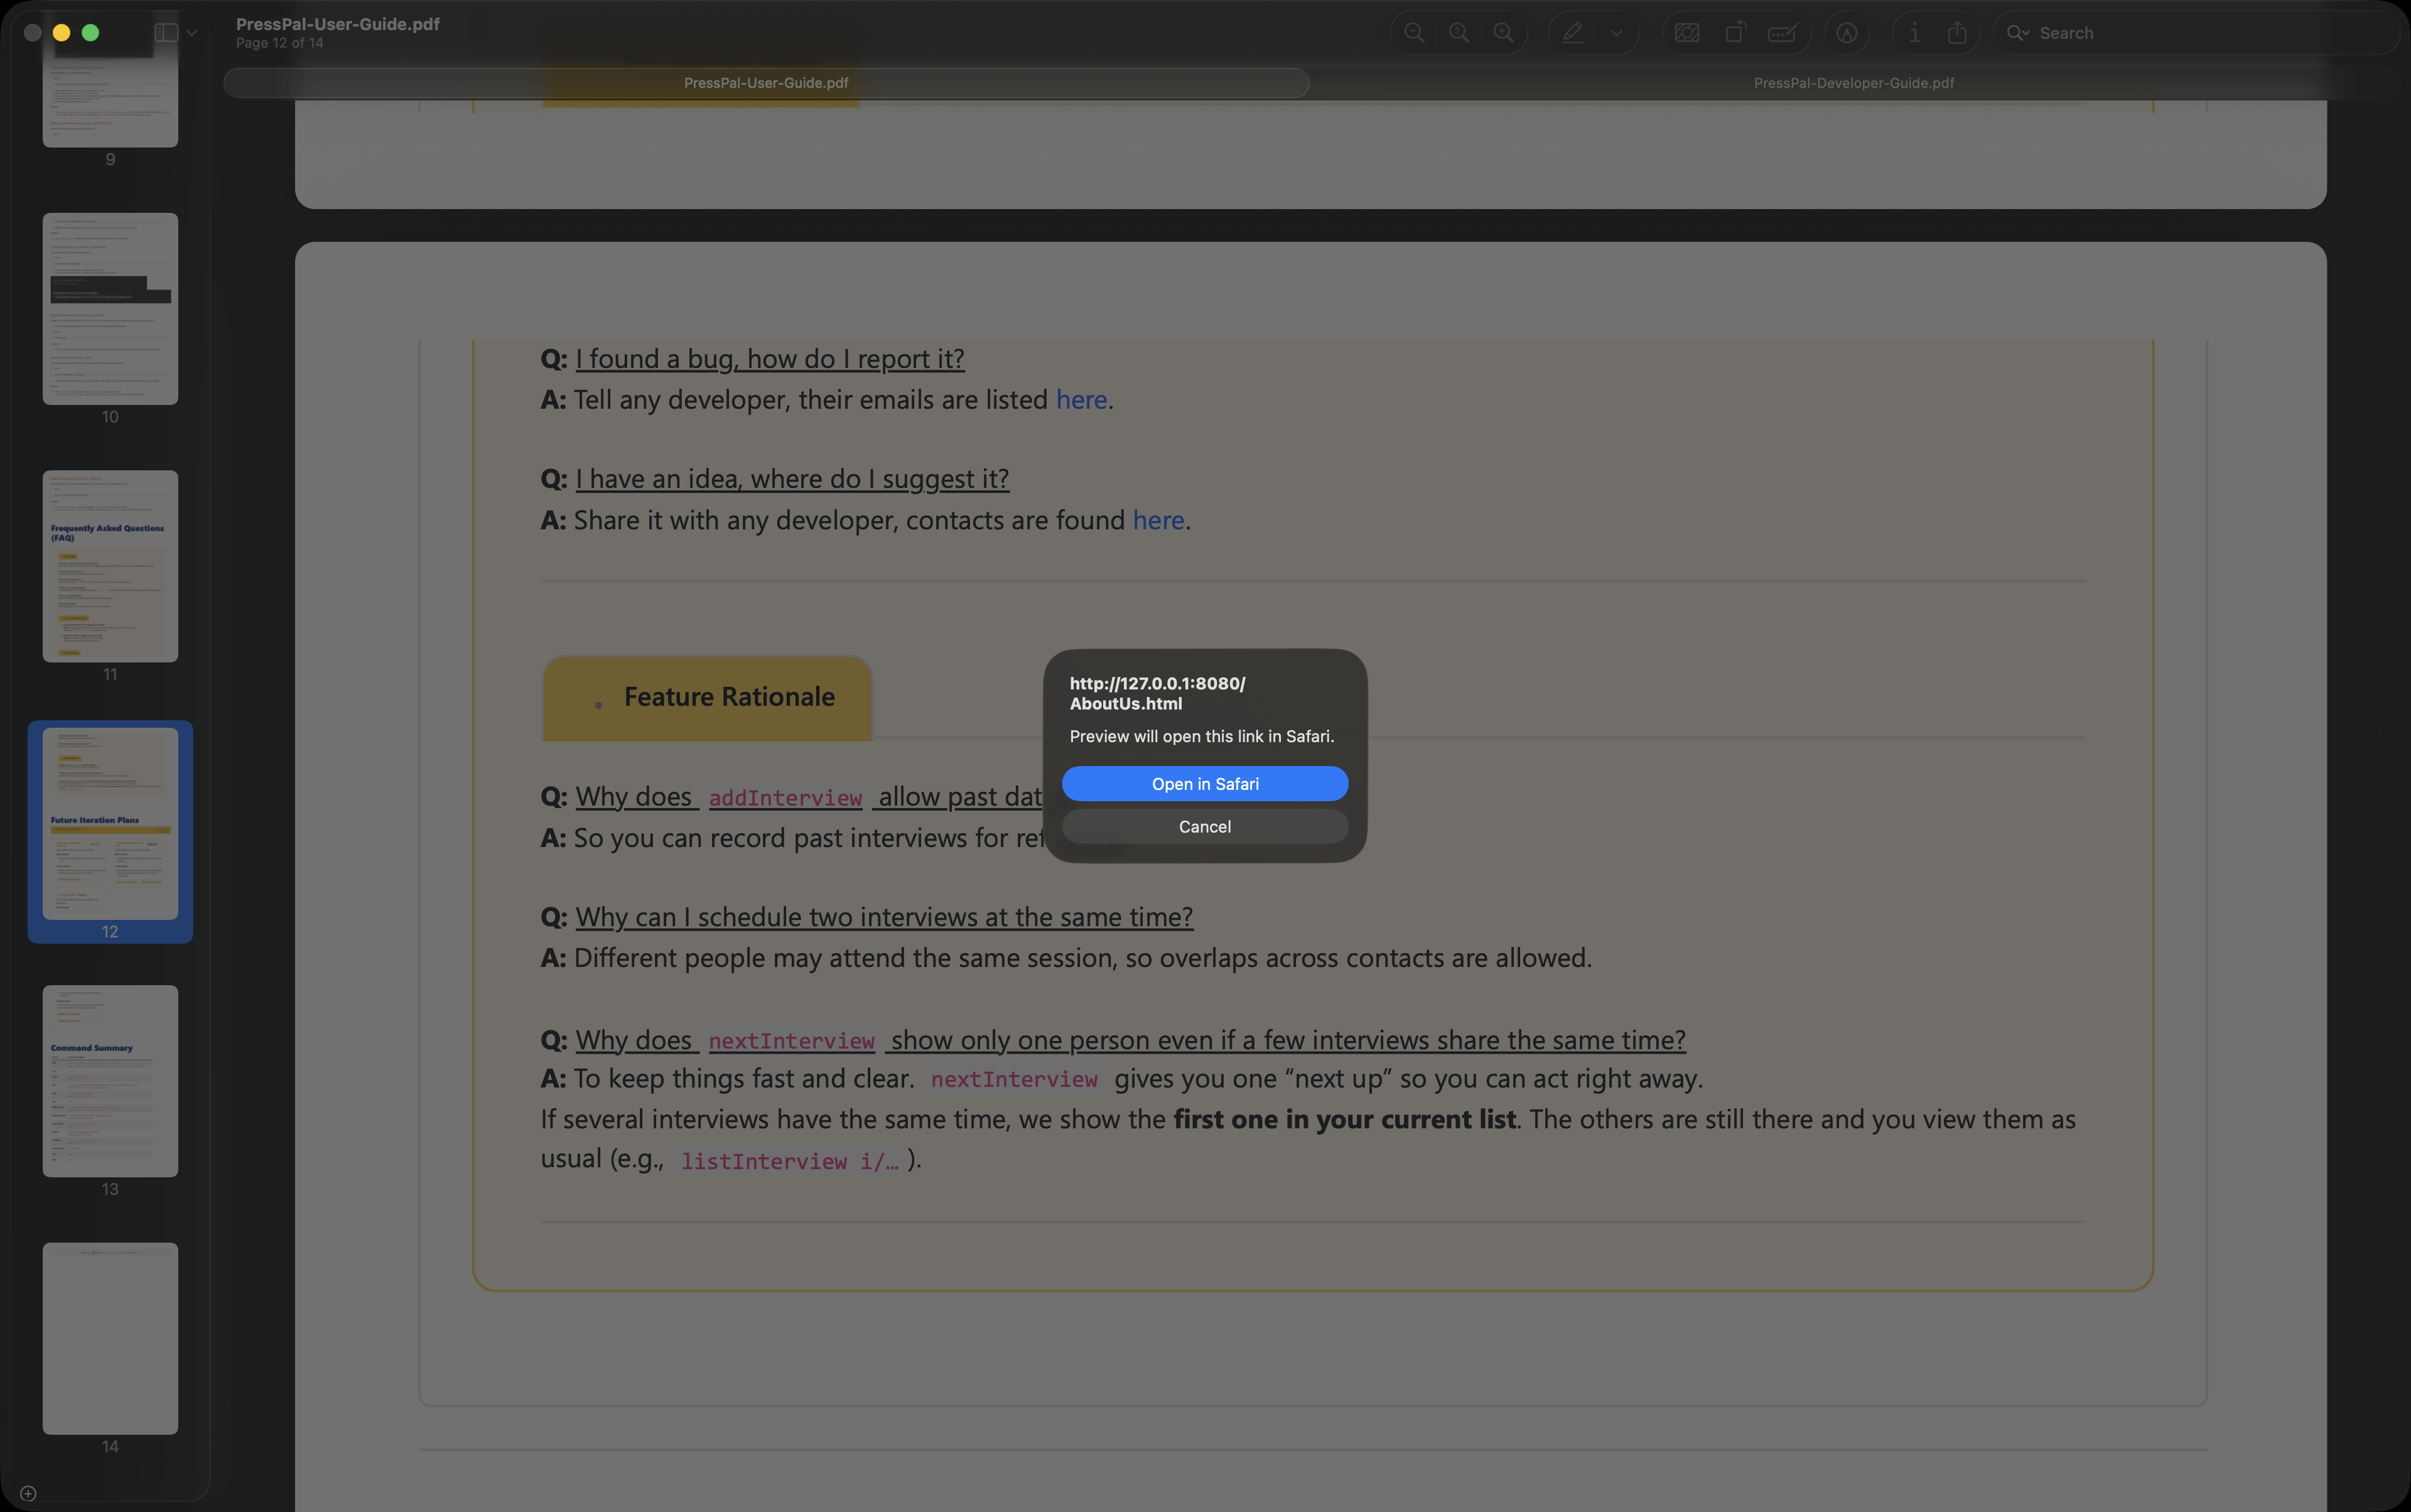 PressPal-User-Guide.pdf
Page 12 of 14
Search
PressPal-User-Guide.pdf
PressPal-Developer-Guide.pdf
9
10
Frequently Asked Questions
(FAQ)
11
Future Iteration Plans
12
Command Summary
13
14
Q: I found a bug, how do I report it?
A: Tell any developer, their emails are listed here.
Q: I have an idea, where do I suggest it?
A: Share it with any developer, contacts are found here.
Feature Rationale
Q: Why does addInterview allow past dat
A: So you can record past interviews for ref
Q: Why can I schedule two interviews at the same time?
A: Different people may attend the same session, so overlaps across contacts are allowed.
Q: Why does nextInterview show only one person even if a few interviews share the same time?
A: To keep things fast and clear. nextInterview gives you one “next up” so you can act right away.
If several interviews have the same time, we show the first one in your current list. The others are still there and you view them as
usual (e.g., listInterview i/… ).
http://127.0.0.1:8080/
AboutUs.html
Preview will open this link in Safari.
Open in Safari
Cancel